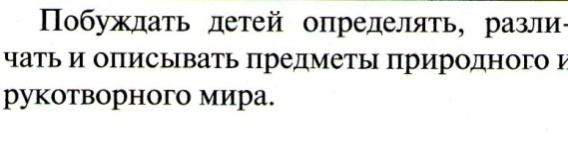 Побуждать детей определять, разли-
чать и описывать предметы природного и
рукотворного мира.